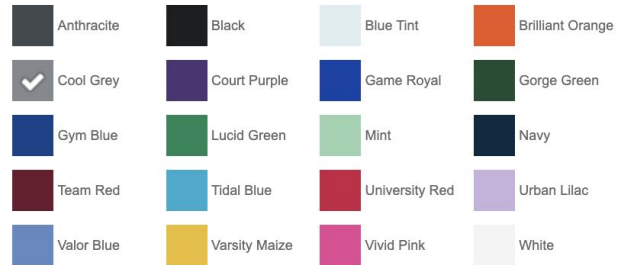 Anthracite Black Blue Tint Brilliant Orange
Cool Grey Court Purple Game Royal Gorge Green
Gym Blue Lucid Green Mint Navy
Team Red Tidal Blue University Red Urban Lilac
Valor Blue Varsity Maize Vivid Pink White